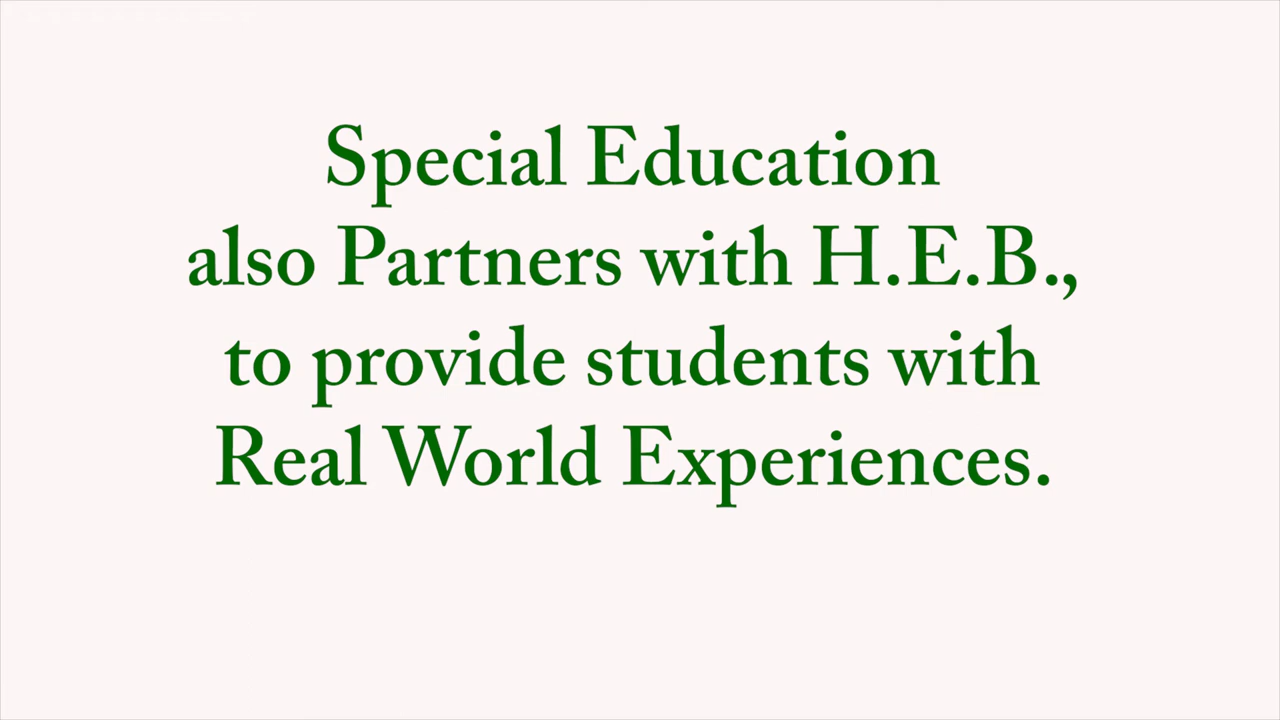 Special Education
also Partners with H.E.B.,
to provide students with
Real World Experiences.